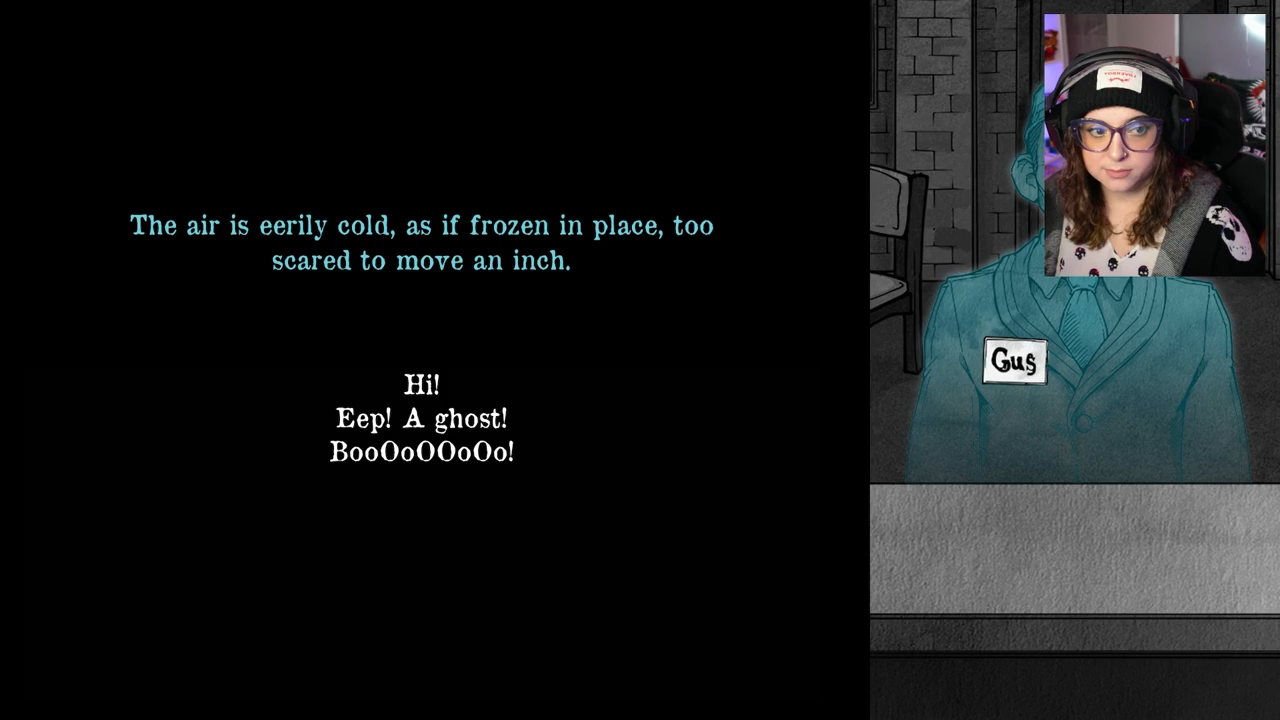 The air is eerily cold, as if frozen in place, too
scared to move an inch.
Hi!
Eep! A ghost!
BooOoOOoOo!
Gus